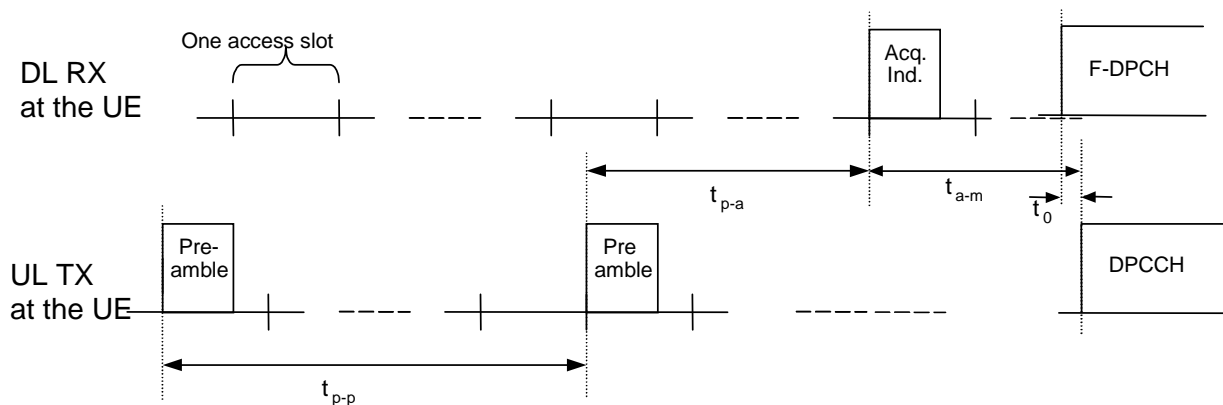 One access slot
DL RX
at the UE
Acq.
Ind.
F-DPCH
t p-a
t a-m
t 0
UL TX
at the UE
Pre-
amble
Pre
amble
DPCCH
t p-p